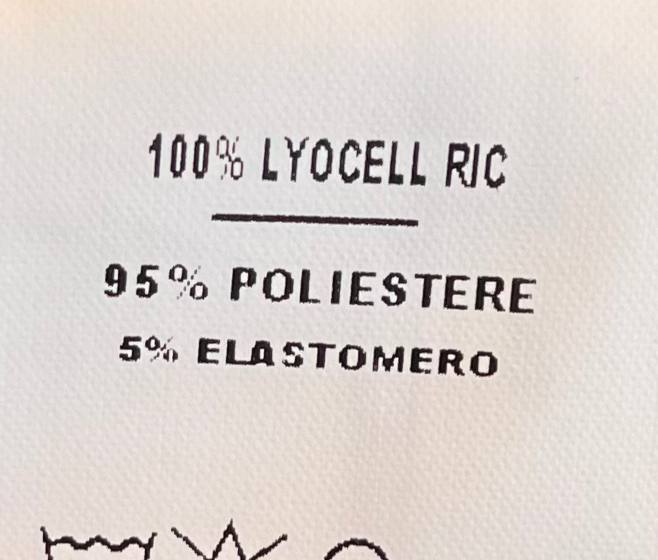 100% LYOCELL RIC
95% POLIESTERE
5% ELASTOMERO